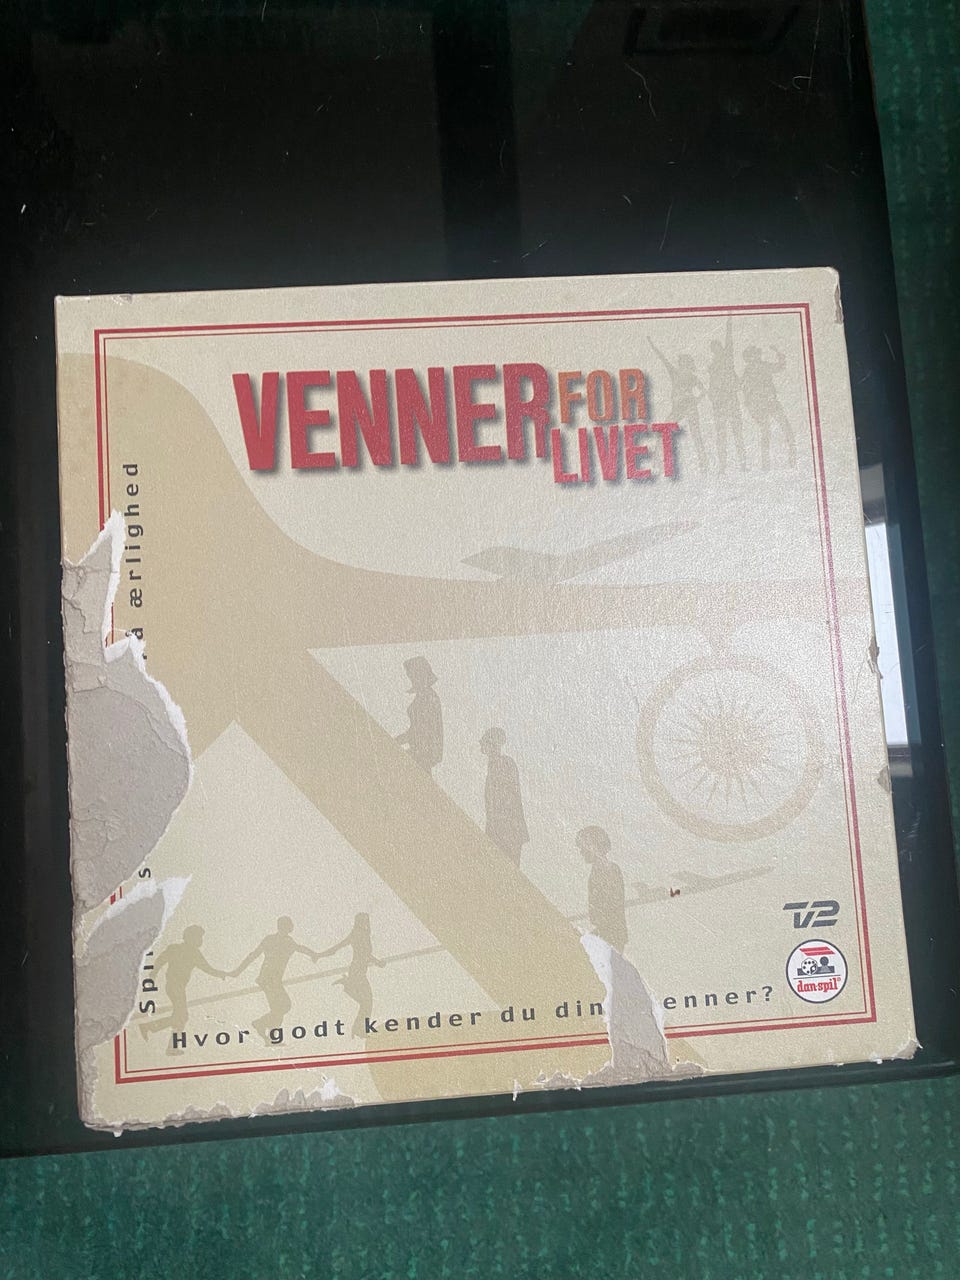 VENNER FOR
LIVET
å ærlighed
Hvor godt kender du din enner?
TV2
dan-spil®